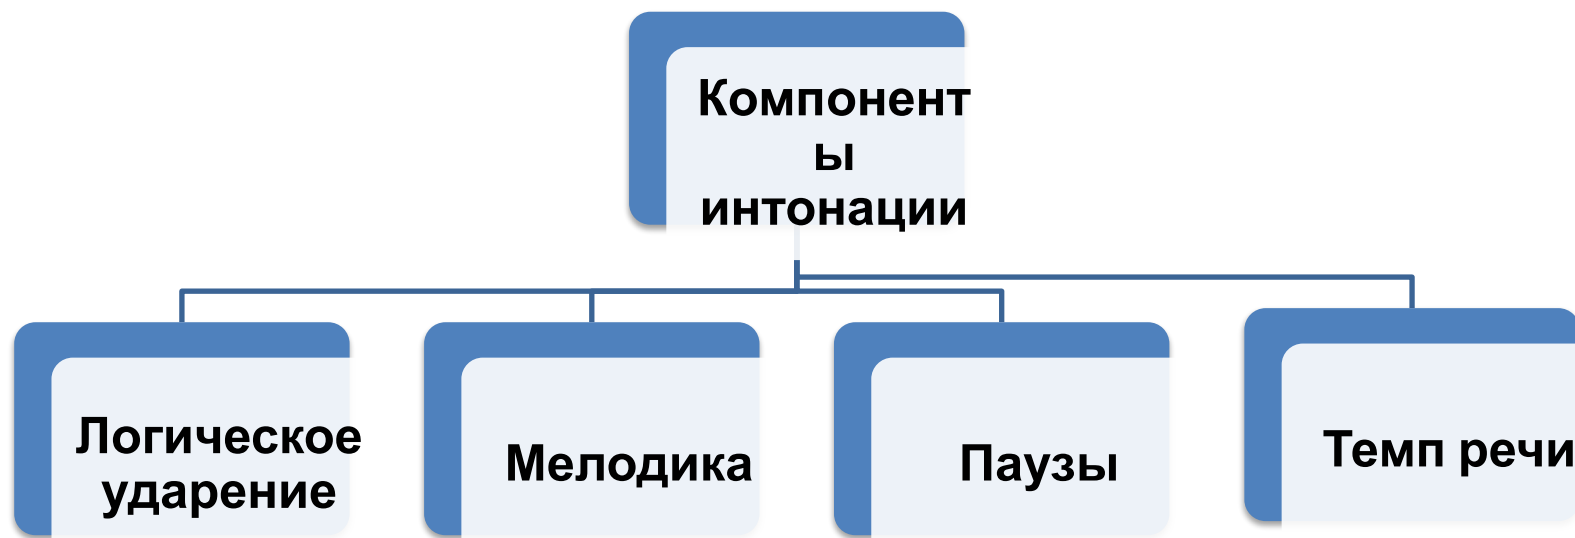 Компонент
ы
интонации
Логическое
ударение
Мелодика
Паузы
Темп речи